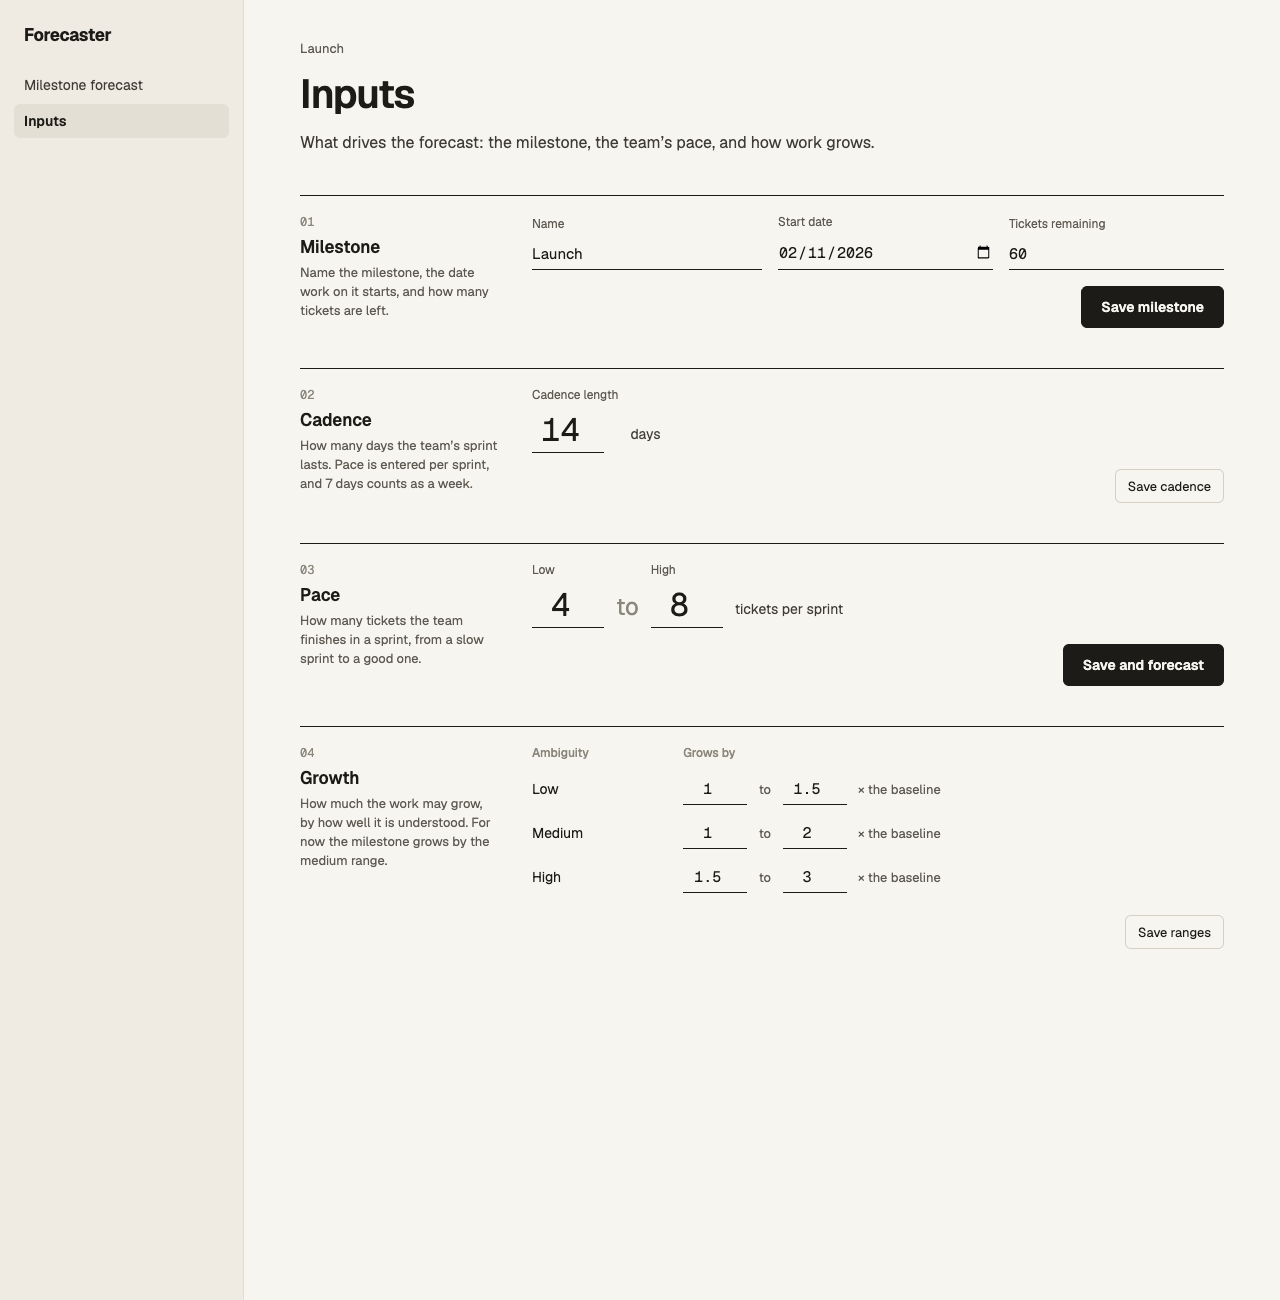 Forecaster
Milestone forecast
Inputs
Launch
Inputs
What drives the forecast: the milestone, the team’s pace, and how work grows.
01
Milestone
Name the milestone, the date
work on it starts, and how many
tickets are left.
Name
Launch
Start date
02/11/2026
Tickets remaining
60
Save milestone
02
Cadence
How many days the team’s sprint
lasts. Pace is entered per sprint,
and 7 days counts as a week.
Cadence length
14 days
Save cadence
03
Pace
How many tickets the team
finishes in a sprint, from a slow
sprint to a good one.
Low High
4 to 8 tickets per sprint
Save and forecast
04
Growth
How much the work may grow,
by how well it is understood. For
now the milestone grows by the
medium range.
Ambiguity Grows by
Low 1 to 1.5 × the baseline
Medium 1 to 2 × the baseline
High 1.5 to 3 × the baseline
Save ranges